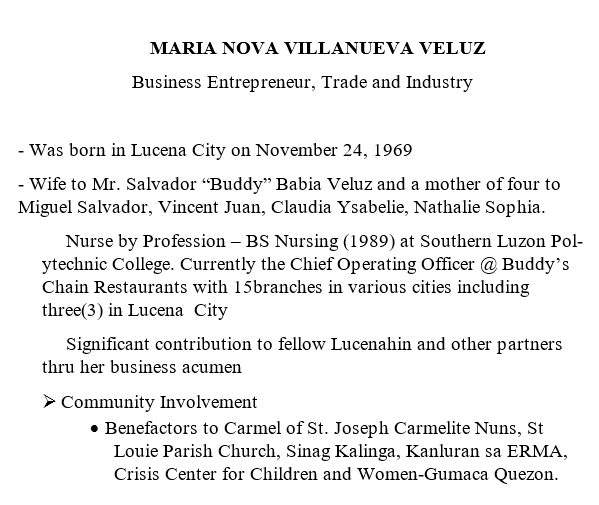 MARIA NOVA VILLANUEVA VELUZ
Business Entrepreneur, Trade and Industry
- Was born in Lucena City on November 24, 1969
- Wife to Mr. Salvador “Buddy” Babia Veluz and a mother of four to
Miguel Salvador, Vincent Juan, Claudia Ysabelie, Nathalie Sophia.
Nurse by Profession – BS Nursing (1989) at Southern Luzon Pol-
ytechnic College. Currently the Chief Operating Officer @ Buddy’s
Chain Restaurants with 15branches in various cities including
three(3) in Lucena City
Significant contribution to fellow Lucenahin and other partners
thru her business acumen
➢ Community Involvement
• Benefactors to Carmel of St. Joseph Carmelite Nuns, St
Louie Parish Church, Sinag Kalinga, Kanluran sa ERMA,
Crisis Center for Children and Women-Gumaca Quezon.